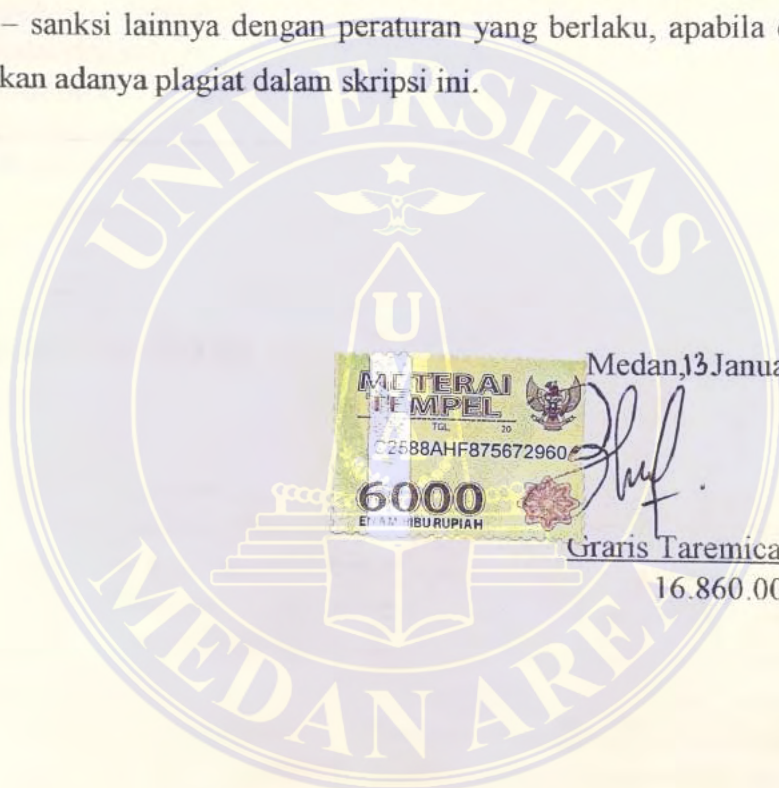 – sanksi lainnya dengan peraturan yang berlaku, apabila
kan adanya plagiat dalam skripsi ini.
UNIVERSITAS
U
METERAI
TEMPEL
TGL. 20
C2588AHF875672960
6000
ENAM RIBU RUPIAH
Medan, 13 Janua
Graris Taremica
16.860.00
MEDAN AREA